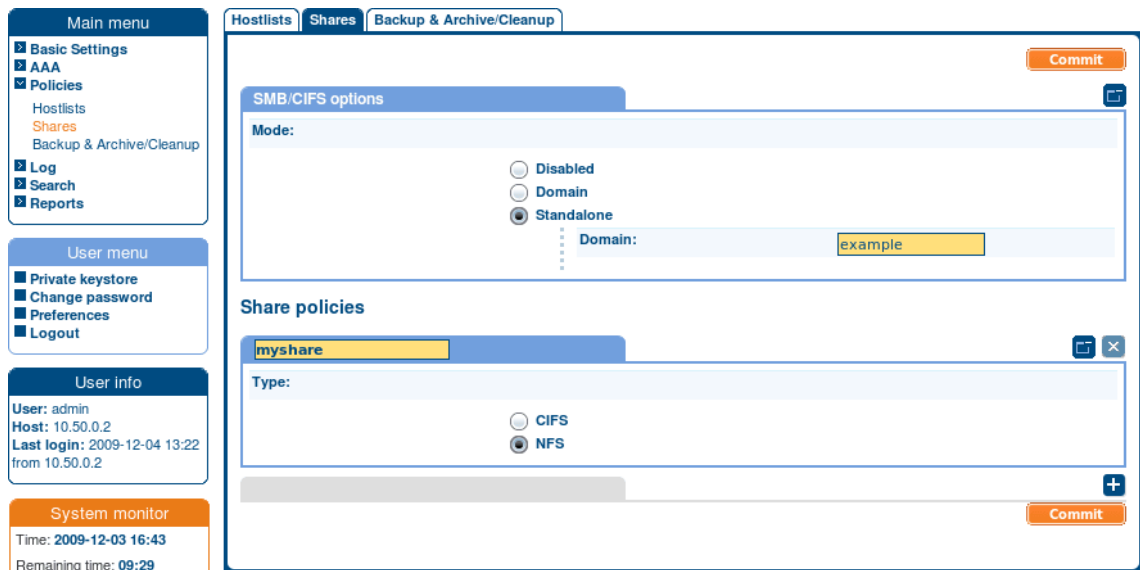 Main menu
Basic Settings
AAA
Policies
Hostlists
Shares
Backup & Archive/Cleanup
Log
Search
Reports
User menu
Private keystore
Change password
Preferences
Logout
User info
User: admin
Host: 10.50.0.2
Last login: 2009-12-04 13:22
from 10.50.0.2
System monitor
Time: 2009-12-03 16:43
Remaining time: 09:29
Hostlists Shares Backup & Archive/Cleanup
Commit
SMB/CIFS options
Mode:
Disabled
Domain
Standalone
Domain: example
Share policies
myshare
Type:
CIFS
NFS
Commit